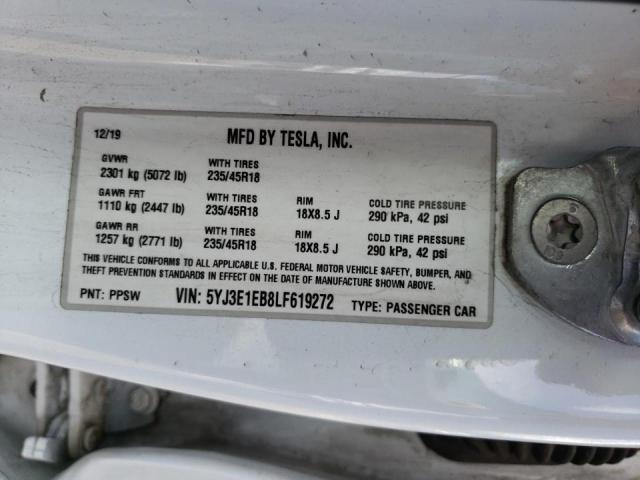 12/19 MFD BY TESLA, INC.
GVWR WITH TIRES
2301 kg (5072 lb) 235/45R18
GAWR FRT WITH TIRES RIM COLD TIRE PRESSURE
1110 kg (2447 lb) 235/45R18 18X8.5 J 290 kPa, 42 psi
GAWR RR WITH TIRES RIM COLD TIRE PRESSURE
1257 kg (2771 lb) 235/45R18 18X8.5 J 290 kPa, 42 psi
THIS VEHICLE CONFORMS TO ALL APPLICABLE U.S. FEDERAL MOTOR VEHICLE SAFETY, BUMPER, AND
THEFT PREVENTION STANDARDS IN EFFECT ON THE DATE OF MANUFACTURE SHOWN ABOVE.
PNT: PPSW VIN: 5YJ3E1EB8LF619272 TYPE: PASSENGER CAR